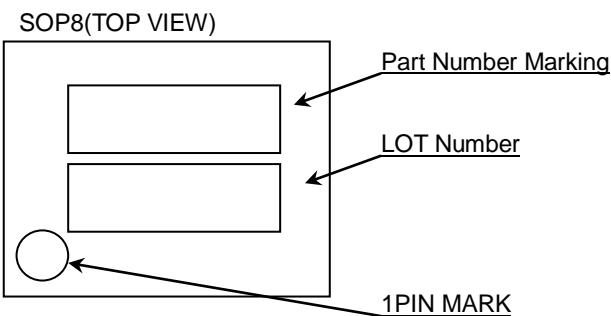 SOP8(TOP VIEW)
Part Number Marking
LOT Number
1PIN MARK